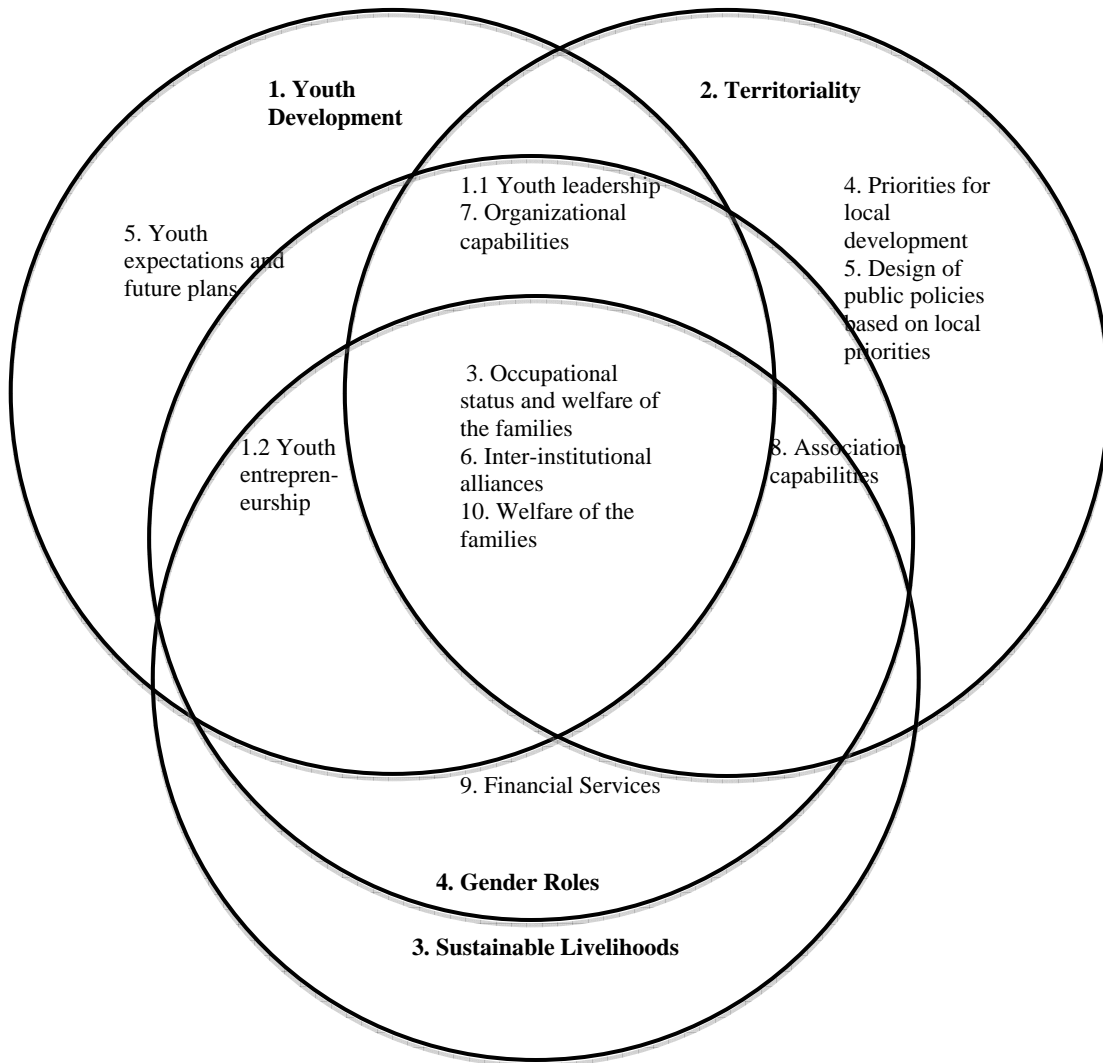 1. Youth
Development
2. Territoriality
1.1 Youth leadership
7. Organizational
capabilities
4. Priorities for
local
development
5. Design of
public policies
based on local
priorities
5. Youth
expectations and
future plans
3. Occupational
status and welfare of
the families
6. Inter-institutional
alliances
10. Welfare of the
families
1.2 Youth
entrepren-
eurship
8. Association
capabilities
9. Financial Services
4. Gender Roles
3. Sustainable Livelihoods